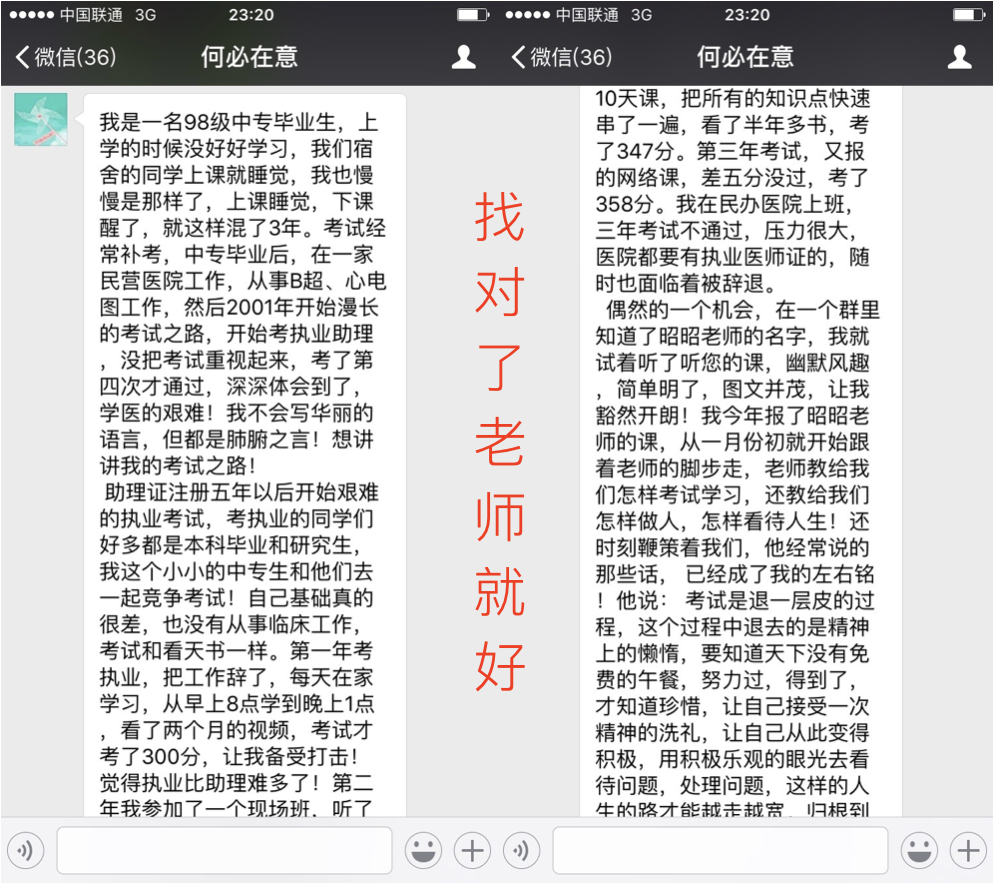 中国联通 3G 23:20
微信(36) 何必在意
我是一名98级中专毕业生，上
学的时候没好好学习，我们宿
舍的同学上课就睡觉，我也慢
慢是那样了，上课睡觉，下课
醒了，就这样混了3年。考试经
常补考，中专毕业后，在一家
民营医院工作，从事B超、心电
图工作，然后2001年开始漫长
的考试之路，开始考执业助理
，没把考试重视起来，考了第
四次才通过，深深体会到了，
学医的艰难！我不会写华丽的
语言，但都是肺腑之言！想讲
讲我的考试之路！
助理证注册五年以后开始艰难
的执业考试，考执业的同学们
好多都是本科毕业和研究生，
我这个小小的中专生和他们去
一起竞争考试！自己基础真的
很差，也没有从事临床工作，
考试和看天书一样。第一年考
执业，把工作辞了，每天在家
学习，从早上8点学到晚上1点
，看了两个月的视频，考试才
考了300分，让我备受打击！
觉得执业比助理难多了！第二
年我参加了一个现场班，听了
找
对
了
老
师
就
好
中国联通 3G 23:20
微信(36) 何必在意
10天课，把所有的知识点快速
串了一遍，看了半年多书，考
了347分。第三年考试，又报
的网络课，差五分没过，考了
358分。我在民办医院上班，
三年考试不通过，压力很大，
医院都要有执业医师证的，随
时也面临着被辞退。
偶然的一个机会，在一个群里
知道了昭昭老师的名字，我就
试着听了听您的课，幽默风趣
，简单明了，图文并茂，让我
豁然开朗！我今年报了昭昭老
师的课，从一月份初就开始跟
着老师的脚步走，老师教给我
们怎样考试学习，还教给我们
怎样做人，怎样看待人生！还
时刻鞭策着我们，他经常说的
那些话， 已经成了我的左右铭
！他说： 考试是退一层皮的过
程，这个过程中退去的是精神
上的懒惰，要知道天下没有免
费的午餐，努力过，得到了，
才知道珍惜，让自己接受一次
精神的洗礼，让自己从此变得
积极，用积极乐观的眼光去看
待问题，处理问题，这样的人
生的路才能越走越宽，归根到